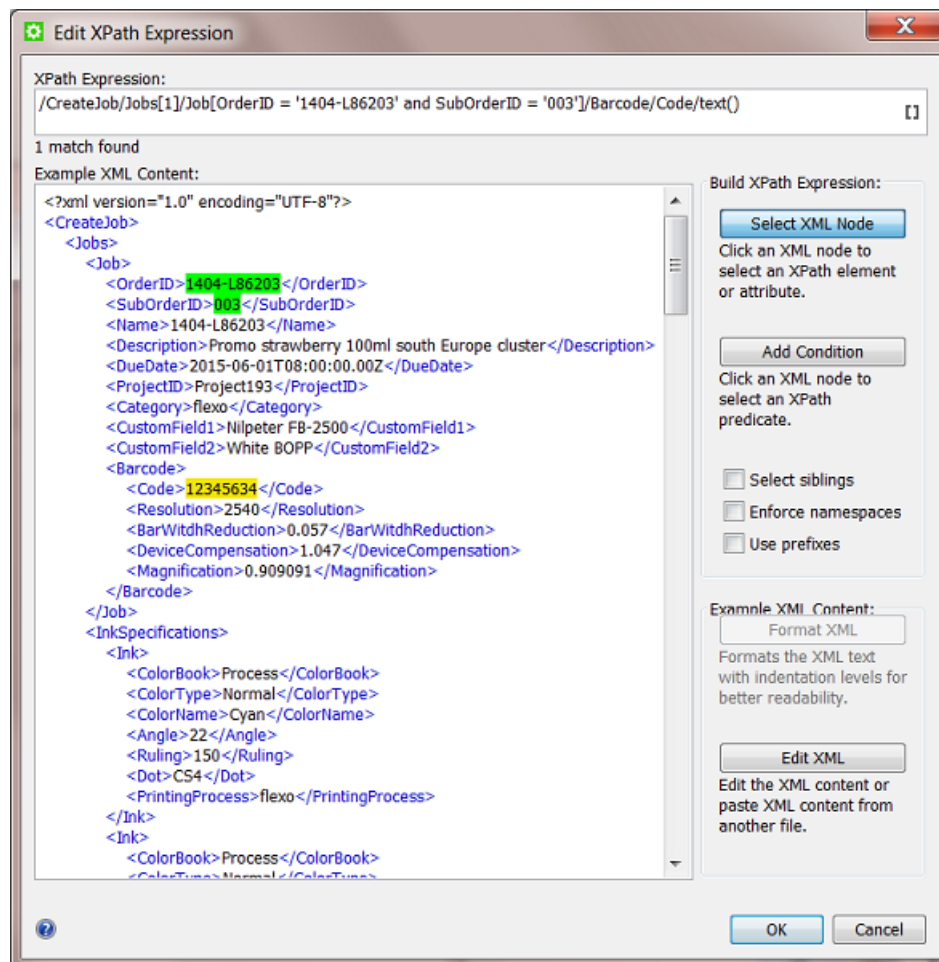 Edit XPath Expression
XPath Expression:
/CreateJob/Jobs[1]/Job[OrderID = '1404-L86203' and SubOrderID = '003']/Barcode/Code/text()
1 match found
Example XML Content:
<?xml version="1.0" encoding="UTF-8"?>
<CreateJob>
<Jobs>
<Job>
<OrderID>1404-L86203</OrderID>
<SubOrderID>003</SubOrderID>
<Name>1404-L86203</Name>
<Description>Promo strawberry 100ml south Europe cluster</Description>
<DueDate>2015-06-01T08:00:00.00Z</DueDate>
<ProjectID>Project193</ProjectID>
<Category>flexo</Category>
<CustomField1>Nilpeter FB-2500</CustomField1>
<CustomField2>White BOPP</CustomField2>
<Barcode>
<Code>12345634</Code>
<Resolution>2540</Resolution>
<BarWitdhReduction>0.057</BarWitdhReduction>
<DeviceCompensation>1.047</DeviceCompensation>
<Magnification>0.909091</Magnification>
</Barcode>
</Job>
<InkSpecifications>
<Ink>
<ColorBook>Process</ColorBook>
<ColorType>Normal</ColorType>
<ColorName>Cyan</ColorName>
<Angle>22</Angle>
<Ruling>150</Ruling>
<Dot>CS4</Dot>
<PrintingProcess>flexo</PrintingProcess>
</Ink>
<Ink>
<ColorBook>Process</ColorBook>
<ColorType>Normal</ColorType>
Build XPath Expression:
Select XML Node
Click an XML node to
select an XPath element
or attribute.
Add Condition
Click an XML node to
select an XPath
predicate.
Select siblings
Enforce namespaces
Use prefixes
Example XML Content:
Format XML
Formats the XML text
with indentation levels for
better readability.
Edit XML
Edit the XML content or
paste XML content from
another file.
OK
Cancel